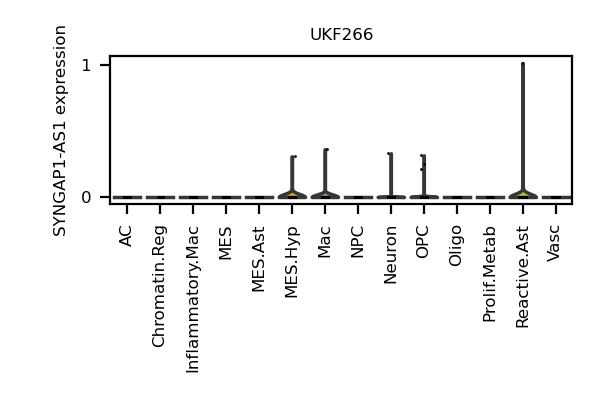 UKF266
SYNGAP1-AS1 expression
1
0
AC
Chromatin.Reg
Inflammatory.Mac
MES
MES.Ast
MES.Hyp
Mac
NPC
Neuron
OPC
Oligo
Prolif.Metab
Reactive.Ast
Vasc